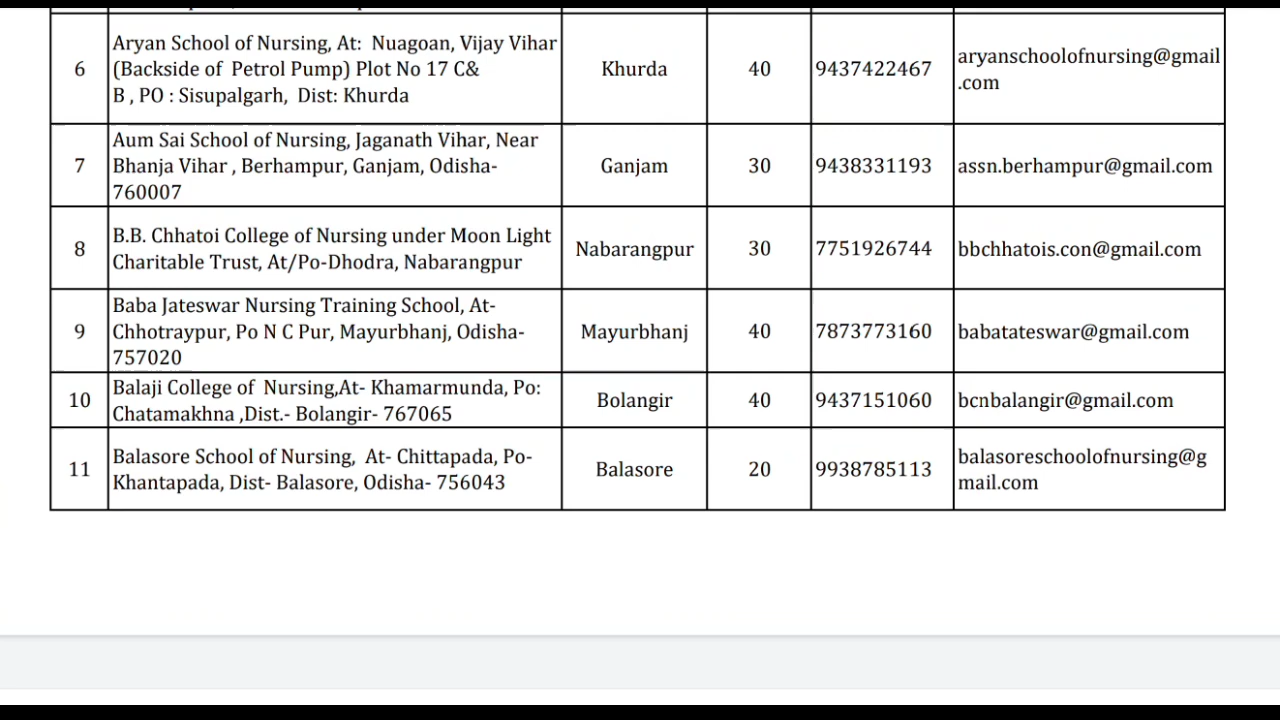 6
Aryan School of Nursing, At: Nuagoan, Vijay Vihar
(Backside of Petrol Pump) Plot No 17 C&
B , PO : Sisupalgarh, Dist: Khurda
Khurda
40
9437422467
aryanschoolofnursing@gmail
.com
7
Aum Sai School of Nursing, Jaganath Vihar, Near
Bhanja Vihar , Berhampur, Ganjam, Odisha-
760007
Ganjam
30
9438331193
assn.berhampur@gmail.com
8
B.B. Chhatoi College of Nursing under Moon Light
Charitable Trust, At/Po-Dhodra, Nabarangpur
Nabarangpur
30
7751926744
bbchhatois.con@gmail.com
9
Baba Jateswar Nursing Training School, At-
Chhotraypur, Po N C Pur, Mayurbhanj, Odisha-
757020
Mayurbhanj
40
7873773160
babatateswar@gmail.com
10
Balaji College of Nursing,At- Khamarmunda, Po:
Chatamakhna ,Dist.- Bolangir- 767065
Bolangir
40
9437151060
bcnbalangir@gmail.com
11
Balasore School of Nursing, At- Chittapada, Po-
Khantapada, Dist- Balasore, Odisha- 756043
Balasore
20
9938785113
balasoreschoolofnursing@g
mail.com